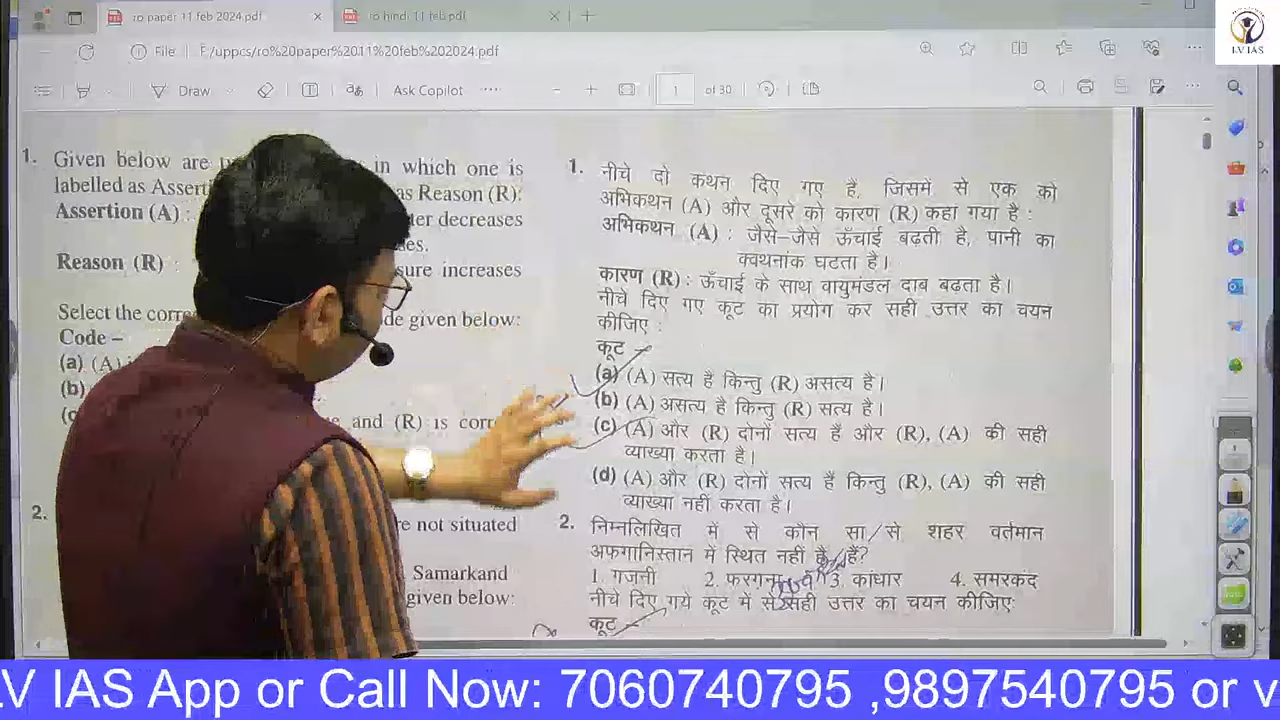 ro paper 11 feb 2024.pdf
ro hindi 11 feb.pdf
File
F:/uppcs/ro%20paper%2011%20feb%202024.pdf
LV IAS
Draw
Ask Copilot
1
of 30
1. Given below are in which one is
labelled as Asserti as Reason (R):
Assertion (A) : ter decreases
es.
Reason (R) : sure increases
Select the corre de given below:
Code –
(a) (A) i
(b)
(c and (R) is corr
2. re not situated
Samarkand
given below:
1. नीचे दो कथन दिए गए है, जिसमें से एक को
अभिकथन (A) और दूसरे को कारण (R) कहा गया है :
अभिकथन (A) : जैसे–जैसे ऊँचाई बढ़ती है, पानी का
क्वथनांक घटता है।
कारण (R) : ऊँचाई के साथ वायुमंडल दाब बढता है।
नीचे दिए गए कूट का प्रयोग कर सही उत्तर का चयन
कीजिए :
कूट –
(a) (A) सत्य है किन्तु (R) असत्य है।
(b) (A) असत्य है किन्तु (R) सत्य है।
(c) (A) और (R) दोनों सत्य हैं और (R), (A) की सही
व्याख्या करता है।
(d) (A) और (R) दोनों सत्य हैं किन्तु (R), (A) की सही
व्याख्या नहीं करता है।
2. निम्नलिखित में से कौन सा/से शहर वर्तमान
अफगानिस्तान में स्थित नहीं है/हैं?
1. गजनी 2. फरगना 3. कांधार 4. समरकंद
नीचे दिए गये कूट में से सही उत्तर का चयन कीजिएः
कूट –
LV IAS App or Call Now: 7060740795 ,9897540795 or v